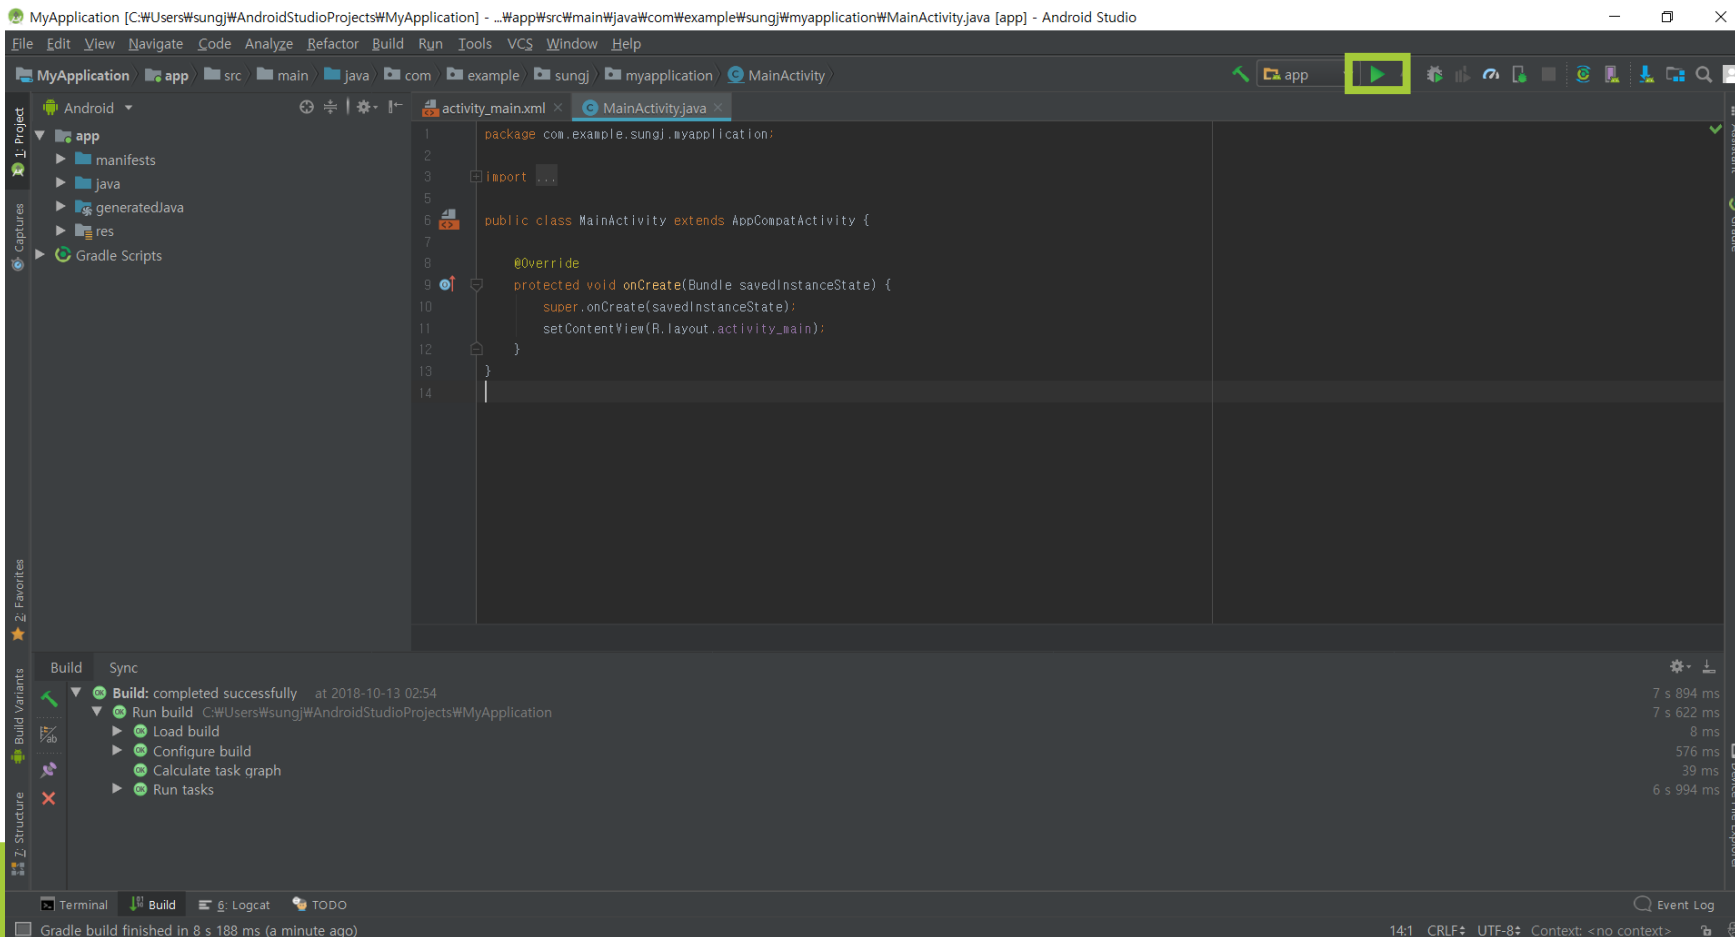 MyApplication [C:₩Users₩sungj₩AndroidStudioProjects₩MyApplication] - ...₩app₩src₩main₩java₩com₩example₩sungj₩myapplication₩MainActivity.java [app] - Android Studio
File Edit View Navigate Code Analyze Refactor Build Run Tools VCS Window Help
MyApplication app src main java com example sungj myapplication MainActivity app
Android activity_main.xml MainActivity.java
1: Project
Captures
2: Favorites
Build Variants
7: Structure
app
manifests
java
generatedJava
res
Gradle Scripts
1 package com.example.sungj.myapplication;
2
3 import ...
5
6 public class MainActivity extends AppCompatActivity {
7
8 @Override
9 protected void onCreate(Bundle savedInstanceState) {
10 super.onCreate(savedInstanceState);
11 setContentView(R.layout.activity_main);
12 }
13 }
14
Build Sync
Build: completed successfully at 2018-10-13 02:54 7 s 894 ms
Run build C:₩Users₩sungj₩AndroidStudioProjects₩MyApplication 7 s 622 ms
Load build 8 ms
Configure build 576 ms
Calculate task graph 39 ms
Run tasks 6 s 994 ms
Terminal Build 6: Logcat TODO Event Log
Gradle build finished in 8 s 188 ms (a minute ago) 14:1 CRLF UTF-8 Context: <no context>